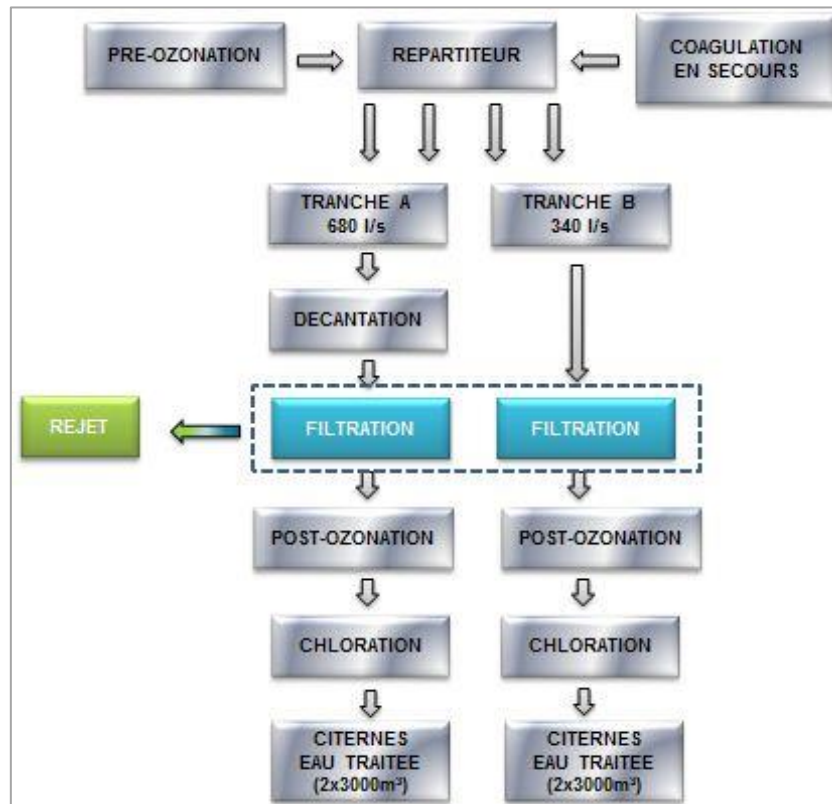 PRE-OZONATION
REPARTITEUR
COAGULATION
EN SECOURS
TRANCHE A
680 l/s
TRANCHE B
340 l/s
DECANTATION
REJET
FILTRATION
FILTRATION
POST-OZONATION
POST-OZONATION
CHLORATION
CHLORATION
CITERNES
EAU TRAITEE
(2x3000m³)
CITERNES
EAU TRAITEE
(2x3000m³)